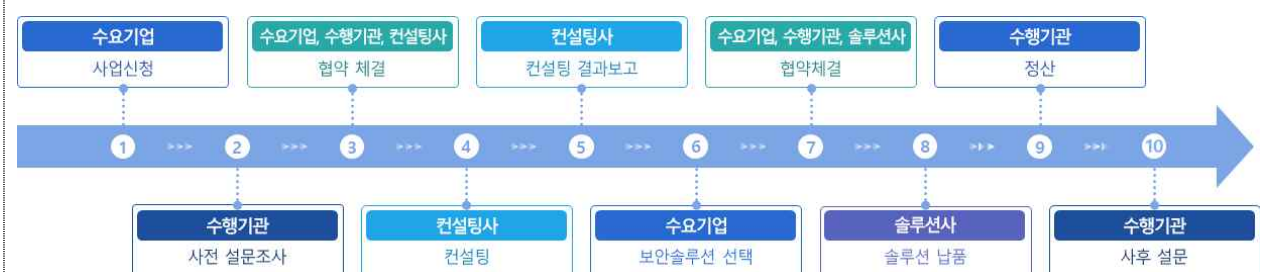 수요기업
사업신청
수요기업, 수행기관, 컨설팅사
협약 체결
컨설팅사
컨설팅 결과보고
수요기업, 수행기관, 솔루션사
협약체결
수행기관
정산
1 >>> 2 >>> 3 >>> 4 >>> 5 >>> 6 >>> 7 >>> 8 >>> 9 >>> 10
수행기관
사전 설문조사
컨설팅사
컨설팅
수요기업
보안솔루션 선택
솔루션사
솔루션 납품
수행기관
사후 설문